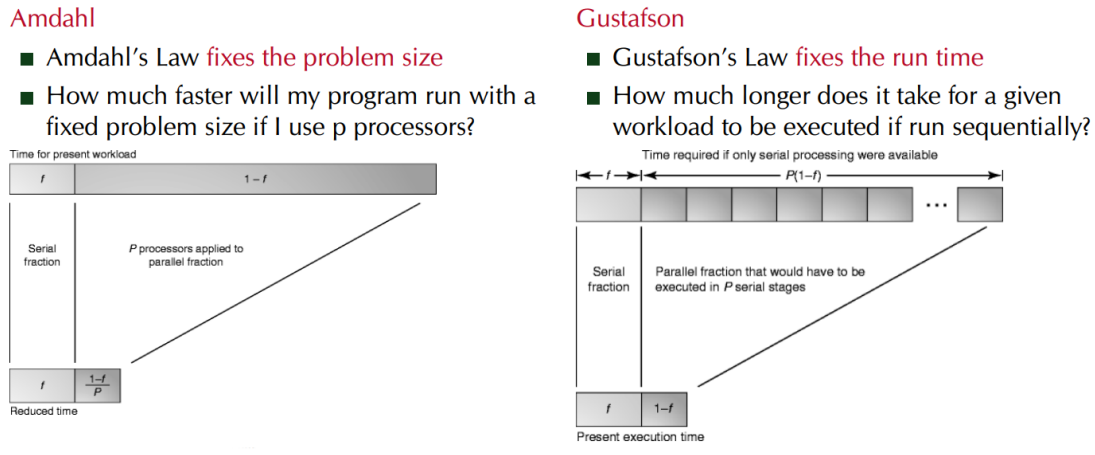 Amdahl
■ Amdahl's Law fixes the problem size
■ How much faster will my program run with a
fixed problem size if I use p processors?
Time for present workload
f
1 – f
Serial
fraction
P processors applied to
parallel fraction
f
1–f
P
Reduced time
Gustafson
■ Gustafson's Law fixes the run time
■ How much longer does it take for a given
workload to be executed if run sequentially?
Time required if only serial processing were available
f
P(1–f)
...
Serial
fraction
Parallel fraction that would have to be
executed in P serial stages
f
1–f
Present execution time